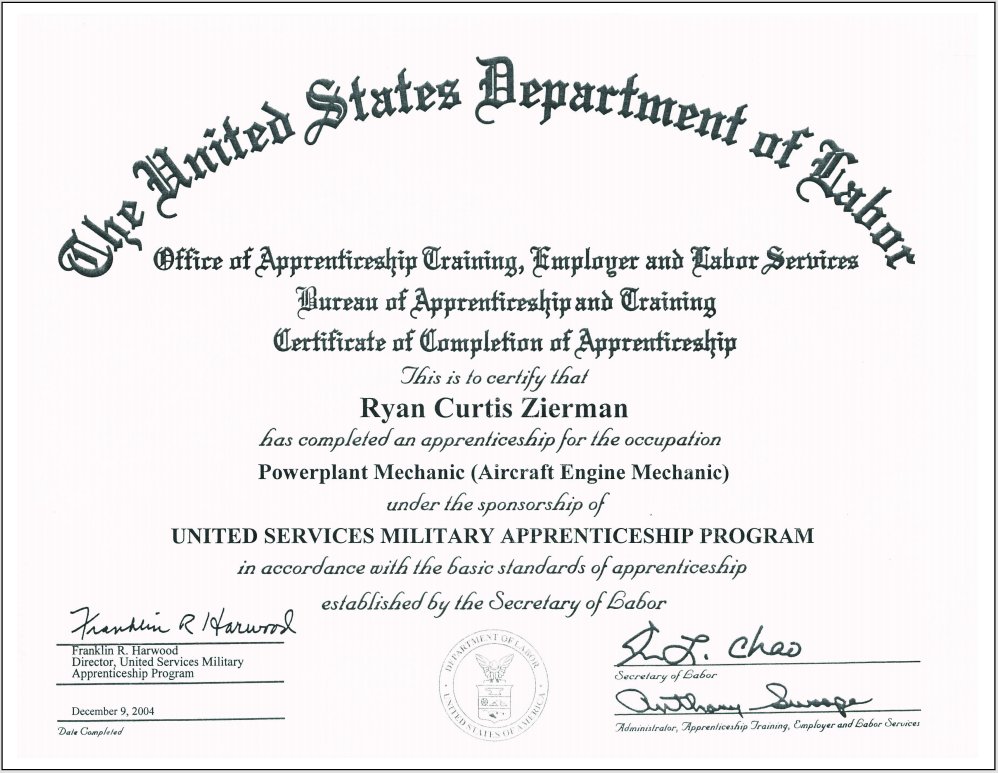 The United States Department of Labor
Office of Apprenticeship Training, Employer and Labor Services
Bureau of Apprenticeship and Training
Certificate of Completion of Apprenticeship
This is to certify that
Ryan Curtis Zierman
has completed an apprenticeship for the occupation
Powerplant Mechanic (Aircraft Engine Mechanic)
under the sponsorship of
UNITED SERVICES MILITARY APPRENTICESHIP PROGRAM
in accordance with the basic standards of apprenticeship
established by the Secretary of Labor
Franklin R Harwood
Franklin R. Harwood
Director, United Services Military
Apprenticeship Program
December 9, 2004
Date Completed
DEPARTMENT OF LABOR
UNITED STATES OF AMERICA
L. Chao
Secretary of Labor
Anthony Swoope
Administrator, Apprenticeship Training, Employer and Labor Services